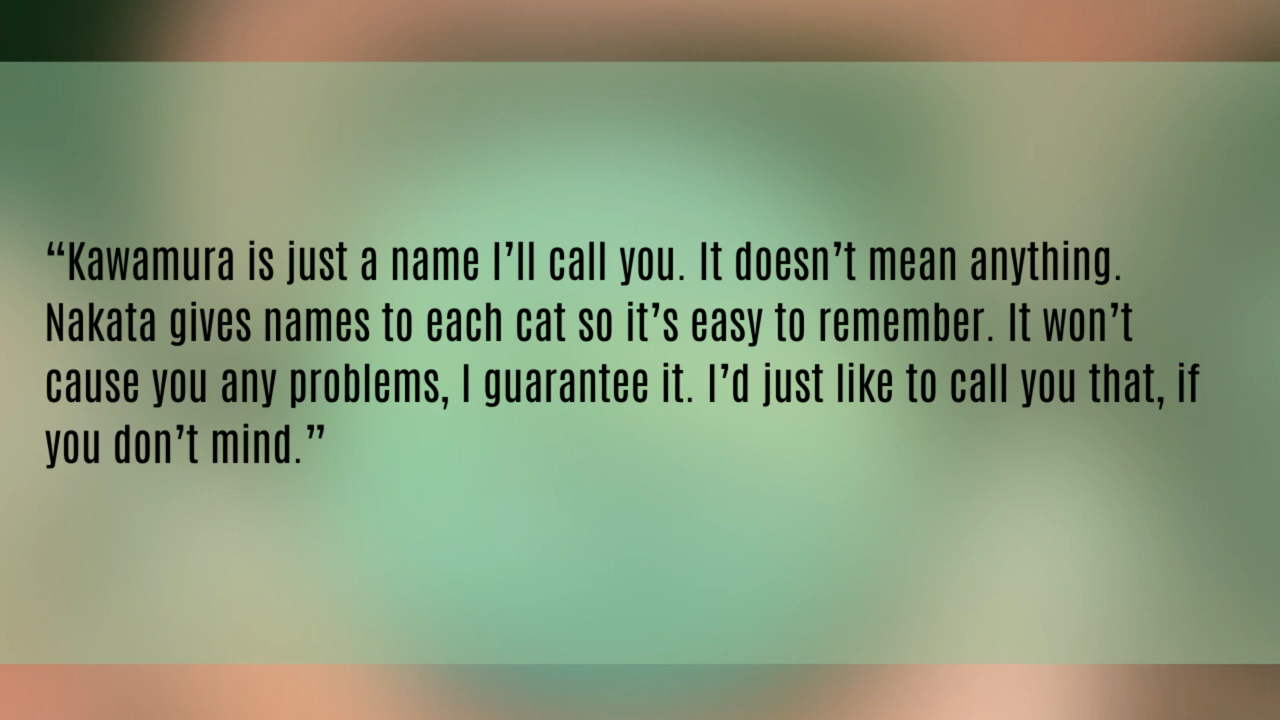 “Kawamura is just a name I’ll call you. It doesn’t mean anything.
Nakata gives names to each cat so it’s easy to remember. It won’t
cause you any problems, I guarantee it. I’d just like to call you that, if
you don’t mind.”